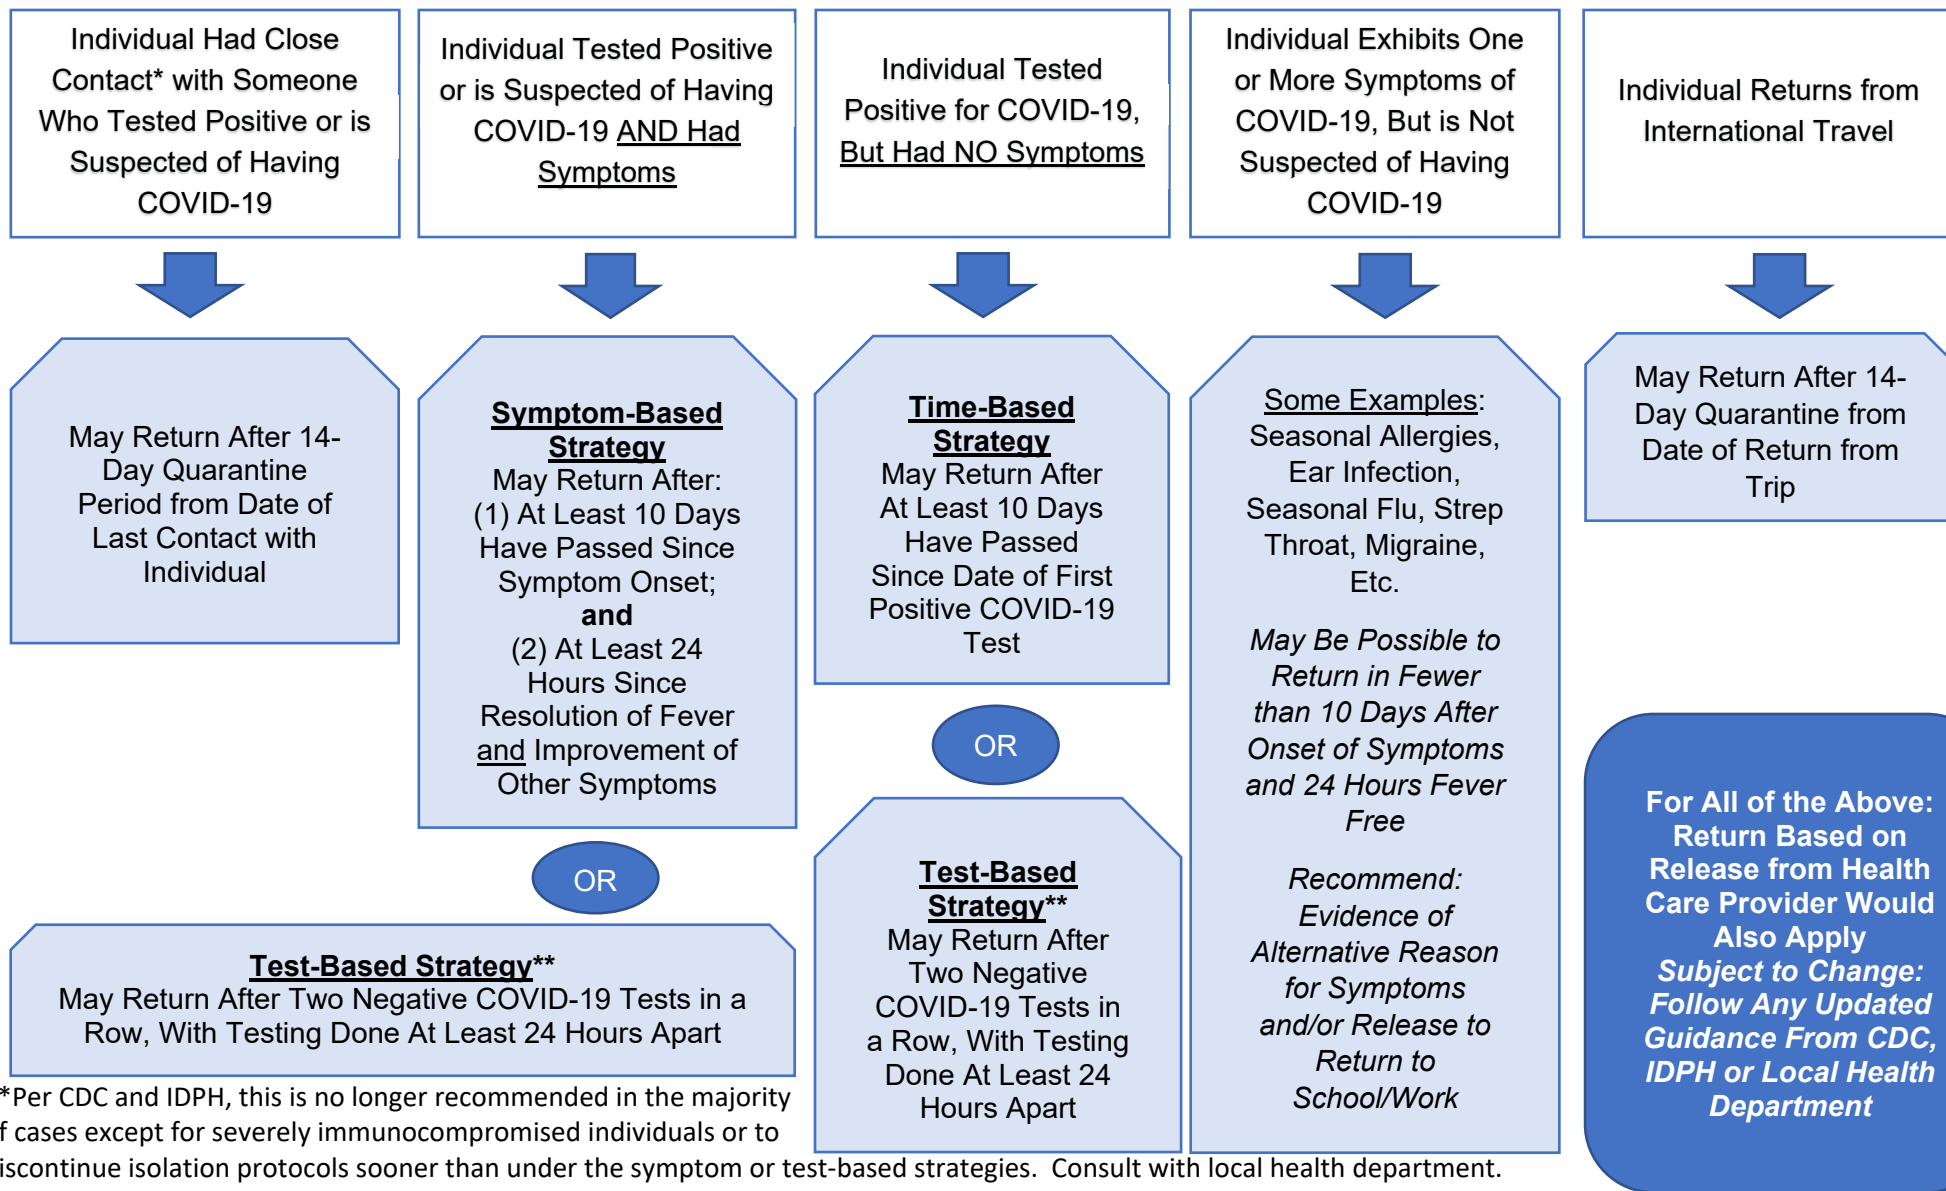 Individual Had Close
Contact* with Someone
Who Tested Positive or is
Suspected of Having
COVID-19
Individual Tested Positive
or is Suspected of Having
COVID-19 AND Had
Symptoms
Individual Tested
Positive for COVID-19,
But Had NO Symptoms
Individual Exhibits One
or More Symptoms of
COVID-19, But is Not
Suspected of Having
COVID-19
Individual Returns from
International Travel
May Return After 14-
Day Quarantine
Period from Date of
Last Contact with
Individual
Symptom-Based
Strategy
May Return After:
(1) At Least 10 Days
Have Passed Since
Symptom Onset;
and
(2) At Least 24
Hours Since
Resolution of Fever
and Improvement of
Other Symptoms
OR
Test-Based Strategy**
May Return After Two Negative COVID-19 Tests in a
Row, With Testing Done At Least 24 Hours Apart
Time-Based
Strategy
May Return After
At Least 10 Days
Have Passed
Since Date of First
Positive COVID-19
Test
OR
Test-Based
Strategy**
May Return After
Two Negative
COVID-19 Tests in
a Row, With Testing
Done At Least 24
Hours Apart
Some Examples:
Seasonal Allergies,
Ear Infection,
Seasonal Flu, Strep
Throat, Migraine,
Etc.
May Be Possible to
Return in Fewer
than 10 Days After
Onset of Symptoms
and 24 Hours Fever
Free
Recommend:
Evidence of
Alternative Reason
for Symptoms
and/or Release to
Return to
School/Work
May Return After 14-
Day Quarantine from
Date of Return from
Trip
For All of the Above:
Return Based on
Release from Health
Care Provider Would
Also Apply
Subject to Change:
Follow Any Updated
Guidance From CDC,
IDPH or Local Health
Department
*Per CDC and IDPH, this is no longer recommended in the majority
f cases except for severely immunocompromised individuals or to
iscontinue isolation protocols sooner than under the symptom or test-based strategies. Consult with local health department.